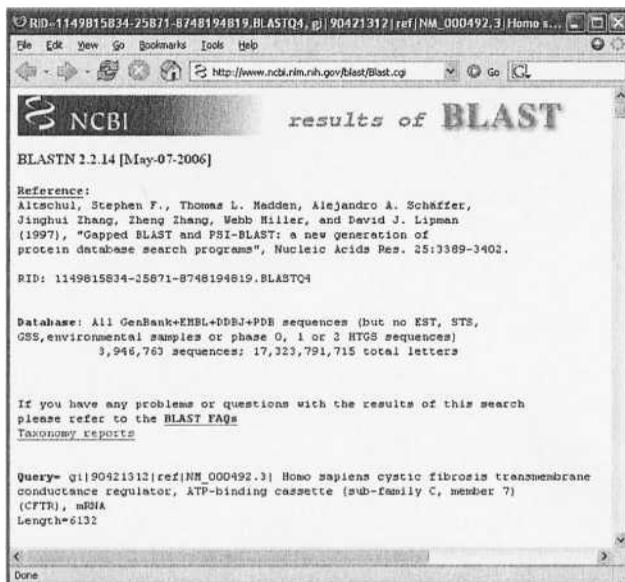 RID=1149815834-25871-8748194819.BLASTQ4, gi|90421312|ref|NM_000492.3|Homo s...
File Edit View Go Bookmarks Tools Help
http://www.ncbi.nlm.nih.gov/blast/Blast.cgi Go G
NCBI results of BLAST
BLASTN 2.2.14 [May-07-2006]
Reference:
Altschul, Stephen F., Thomas L. Madden, Alejandro A. Schäffer,
Jinghui Zhang, Zheng Zhang, Webb Miller, and David J. Lipman
(1997), "Gapped BLAST and PSI-BLAST: a new generation of
protein database search programs", Nucleic Acids Res. 25:3389-3402.
RID: 1149815834-25871-8748194819.BLASTQ4
Database: All GenBank+EMBL+DDBJ+PDB sequences (but no EST, STS,
GSS,environmental samples or phase 0, 1 or 2 HTGS sequences)
3,946,763 sequences; 17,323,791,715 total letters
If you have any problems or questions with the results of this search
please refer to the BLAST FAQs
Taxonomy reports
Query= gi|90421312|ref|NM_000492.3| Homo sapiens cystic fibrosis transmembrane
conductance regulator, ATP-binding cassette (sub-family C, member 7)
(CFTR), mRNA
Length=6132
Done